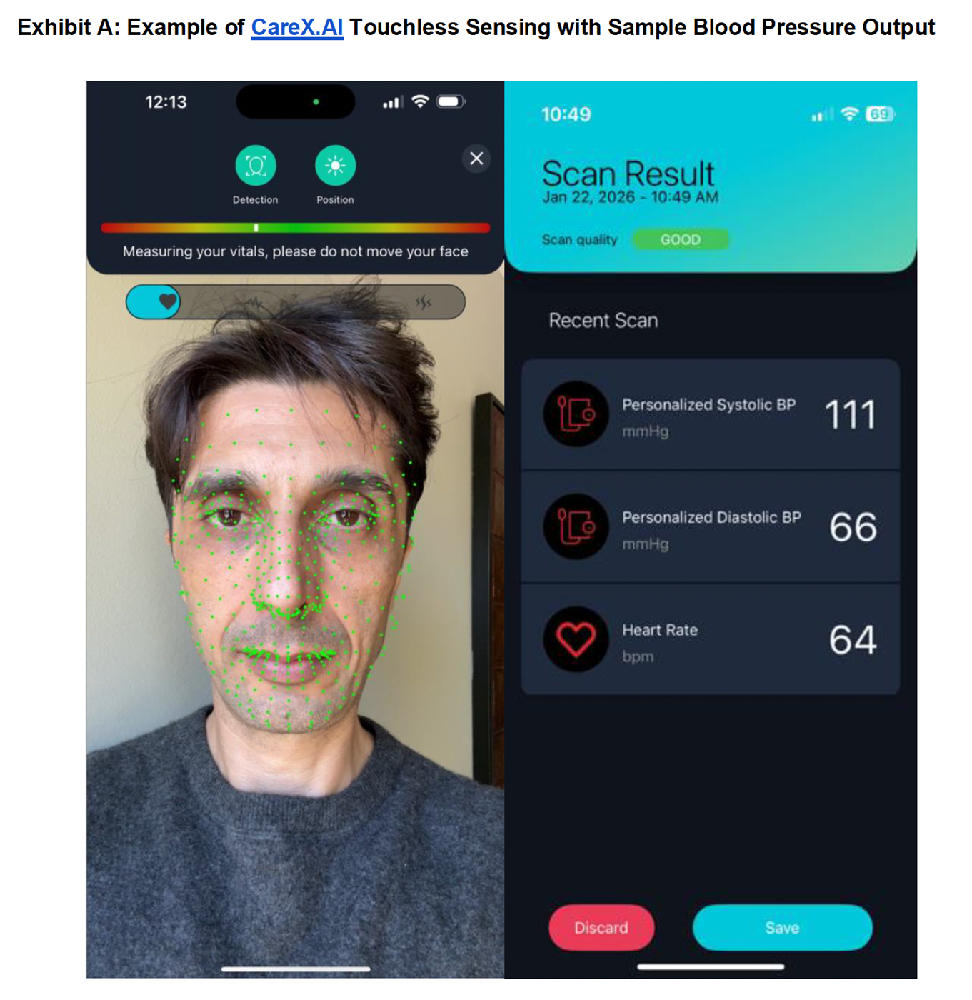 Exhibit A: Example of CareX.AI Touchless Sensing with Sample Blood Pressure Output
12:13
Detection
Position
Measuring your vitals, please do not move your face
10:49
69
Scan Result
Jan 22, 2026 - 10:49 AM
Scan quality
GOOD
Recent Scan
Personalized Systolic BP
mmHg
111
Personalized Diastolic BP
mmHg
66
Heart Rate
bpm
64
Discard
Save